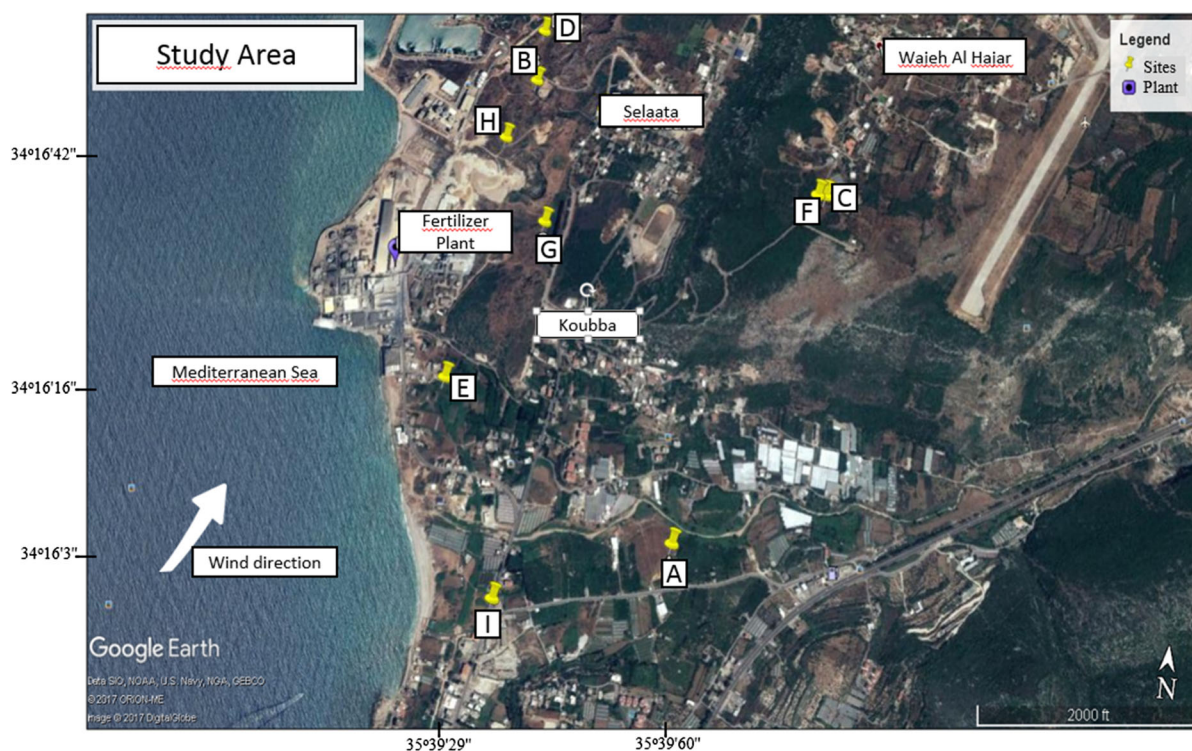 Study Area
D
B
Wajeh Al Hajar
Legend
Sites
Plant
Selaata
H
34°16'42"
F
C
Fertilizer
Plant
G
Koubba
Mediterranean Sea
E
34°16'16"
34°16'3"
Wind direction
A
I
Google Earth
Data SIO, NOAA, U.S. Navy, NGA, GEBCO
© 2017 ORION-ME
Image © 2017 DigitalGlobe
N
2000 ft
35°39'29"
35°39'60"